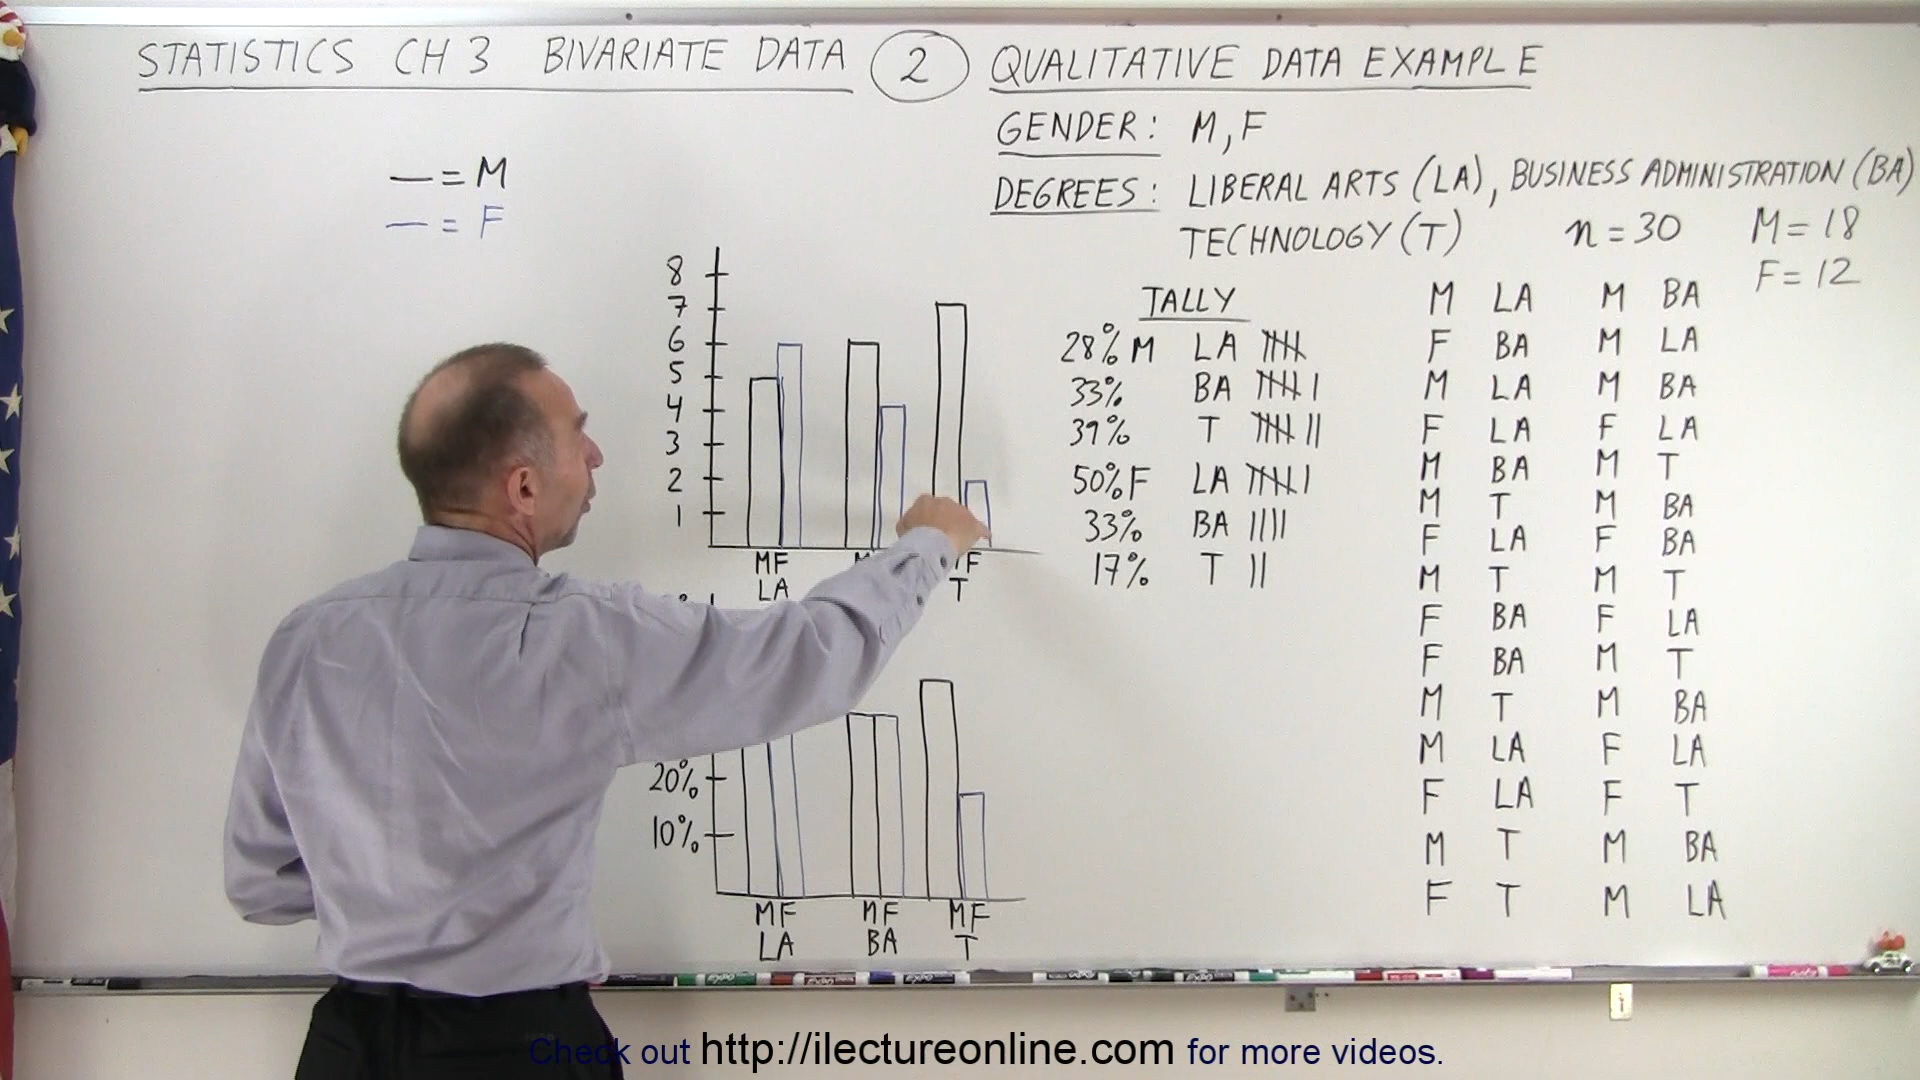 STATISTICS CH 3 BIVARIATE DATA 2 QUALITATIVE DATA EXAMPLE
GENDER: M, F
DEGREES: LIBERAL ARTS (LA), BUSINESS ADMINISTRATION (BA)
TECHNOLOGY (T) n = 30 M = 18
F = 12
— = M
— = F
8
7
6
5
4
3
2
1
MF
LA
F
T
20%
10%
MF MF MF
LA BA T
TALLY
28% M LA
33% BA
39% T
50% F LA
33% BA
17% T
M LA M BA
F BA M LA
M LA M BA
F LA F LA
M BA M T
M T M BA
F LA F BA
M T M T
F BA F LA
F BA M T
M T M BA
M LA F LA
F LA F T
M T M BA
F T M LA
Check out http://ilectureonline.com for more videos.